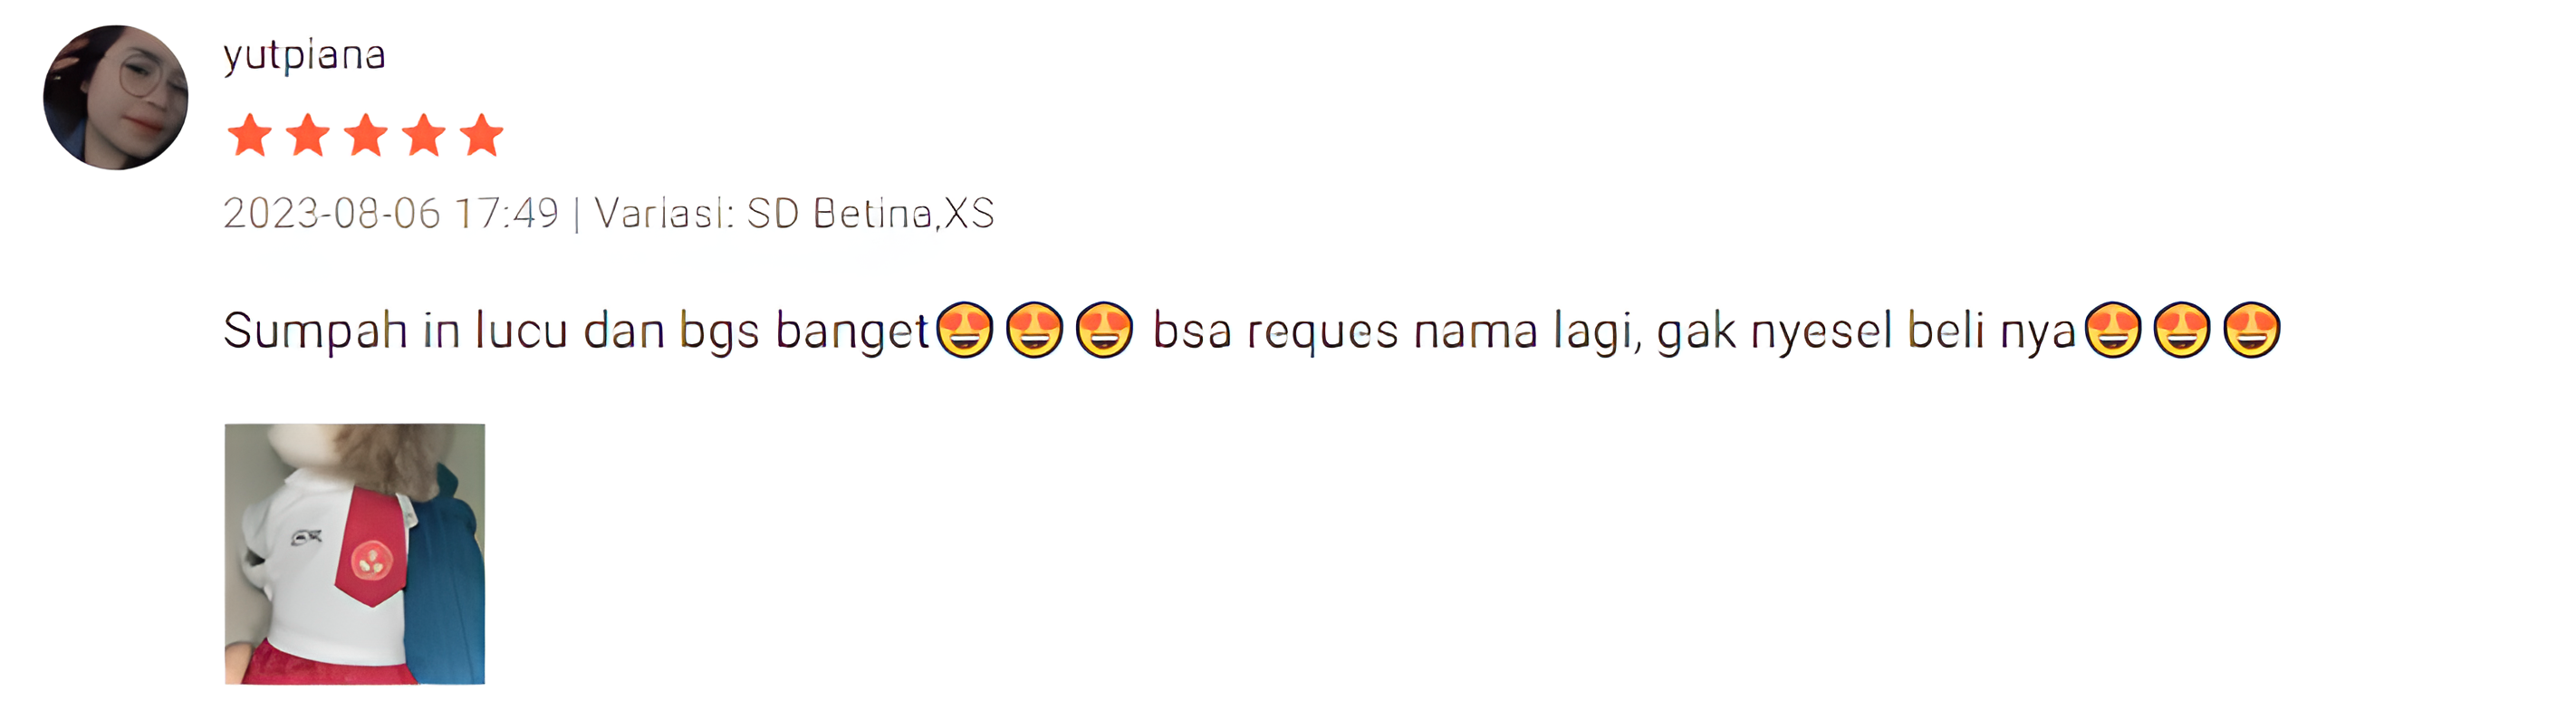 yutpiana
2023-08-06 17:49 | Variasi: SD Betina,XS
Sumpah in lucu dan bgs banget😍😍😍 bsa reques nama lagi, gak nyesel beli nya😍😍😍